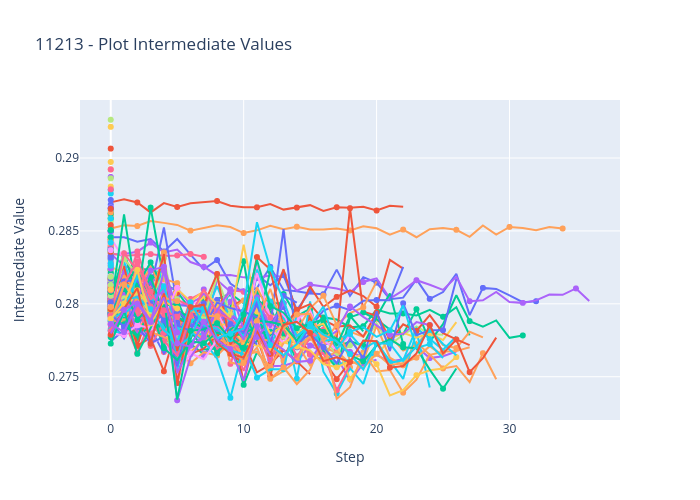 11213 - Plot Intermediate Values
Intermediate Value
0.29
0.285
0.28
0.275
0
10
20
30
Step